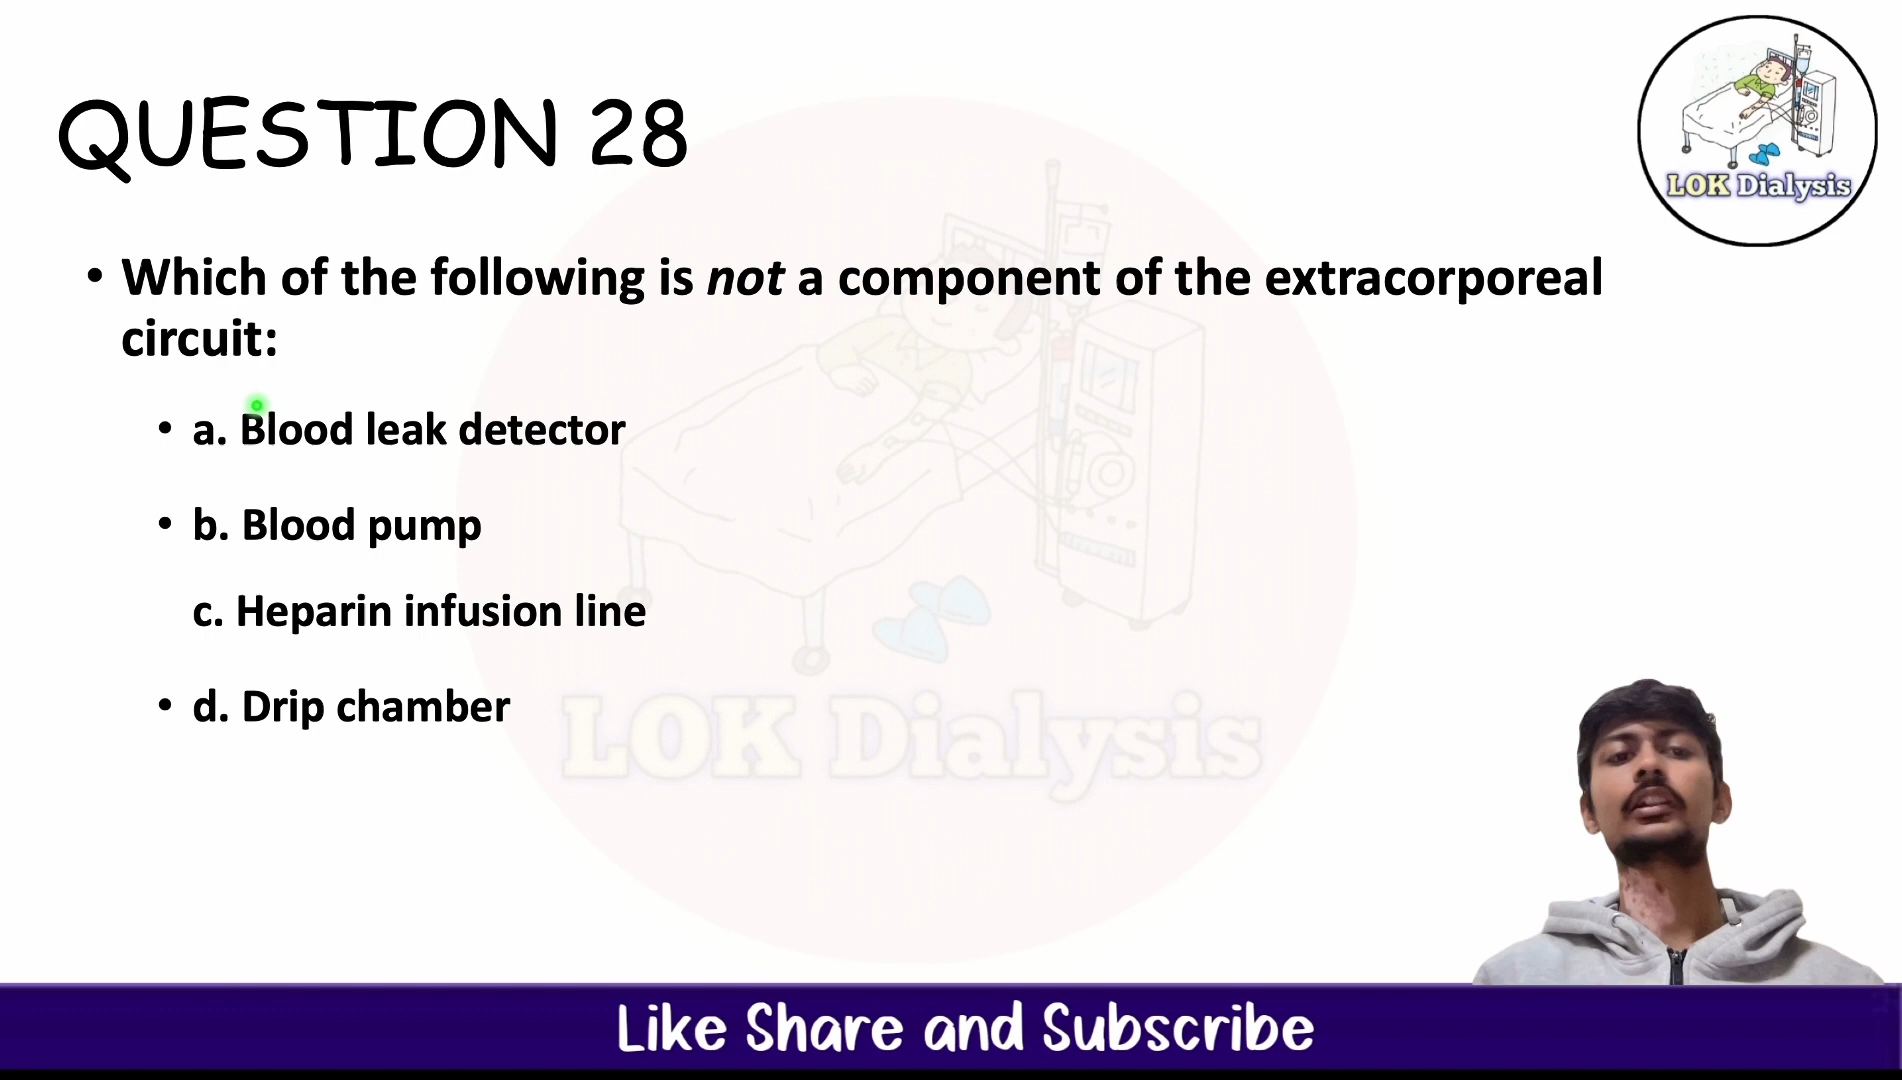 LOK Dialysis
QUESTION 28
• Which of the following is not a component of the extracorporeal
circuit:
• a. Blood leak detector
• b. Blood pump
c. Heparin infusion line
• d. Drip chamber
LOK Dialysis
Like Share and Subscribe